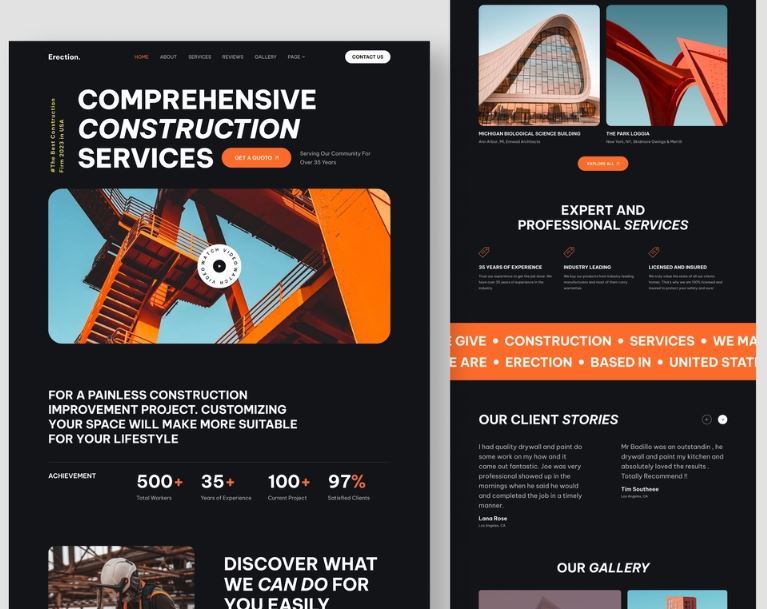 Erection.
HOME ABOUT SERVICES REVIEWS GALLERY PAGE
CONTACT US
#The Best Construction
Firm 2023 in USA
COMPREHENSIVE
CONSTRUCTION
SERVICES
GET A QUOTO
Serving Our Community For
Over 35 Years
WATCH VIDEO WATCH VIDEO
FOR A PAINLESS CONSTRUCTION
IMPROVEMENT PROJECT. CUSTOMIZING
YOUR SPACE WILL MAKE MORE SUITABLE
FOR YOUR LIFESTYLE
ACHIEVEMENT
500+ 35+ 100+ 97%
Total Workers Years of Experience Current Project Satisfied Clients
DISCOVER WHAT
WE CAN DO FOR
YOU EASILY
MICHIGAN BIOLOGICAL SCIENCE BUILDING
Ann Arbor, MI, Ennead Architects
THE PARK LOGGIA
New York, NY, Skidmore Owings & Merrill
EXPLORE ALL
EXPERT AND
PROFESSIONAL SERVICES
35 YEARS OF EXPERIENCE
Trust our experience to get the job done. We
have over 35 years of experience in the
industry.
INDUSTRY LEADING
We buy our products from industry leading
manufacturers and most of them carry
warranties.
LICENSED AND INSURED
We truly value the state of all our clients
homes. That's why we are 100% licensed and
insured to protect your safety and ours!
E GIVE • CONSTRUCTION • SERVICES • WE MA
E ARE • ERECTION • BASED IN • UNITED STAT
OUR CLIENT STORIES
I had quality drywall and paint do
some work on my how and it
came out fantastic. Joe was very
professional showed up in the
mornings when he said he would
and completed the job in a timely
manner.
Lana Rose
Los Angeles, CA
Mr Badillo was an outstandin , he
drywall and paint my kitchen and
absolutely loved the results .
Totally Recommend !!
Tim Southeee
Los Angeles, CA
OUR GALLERY